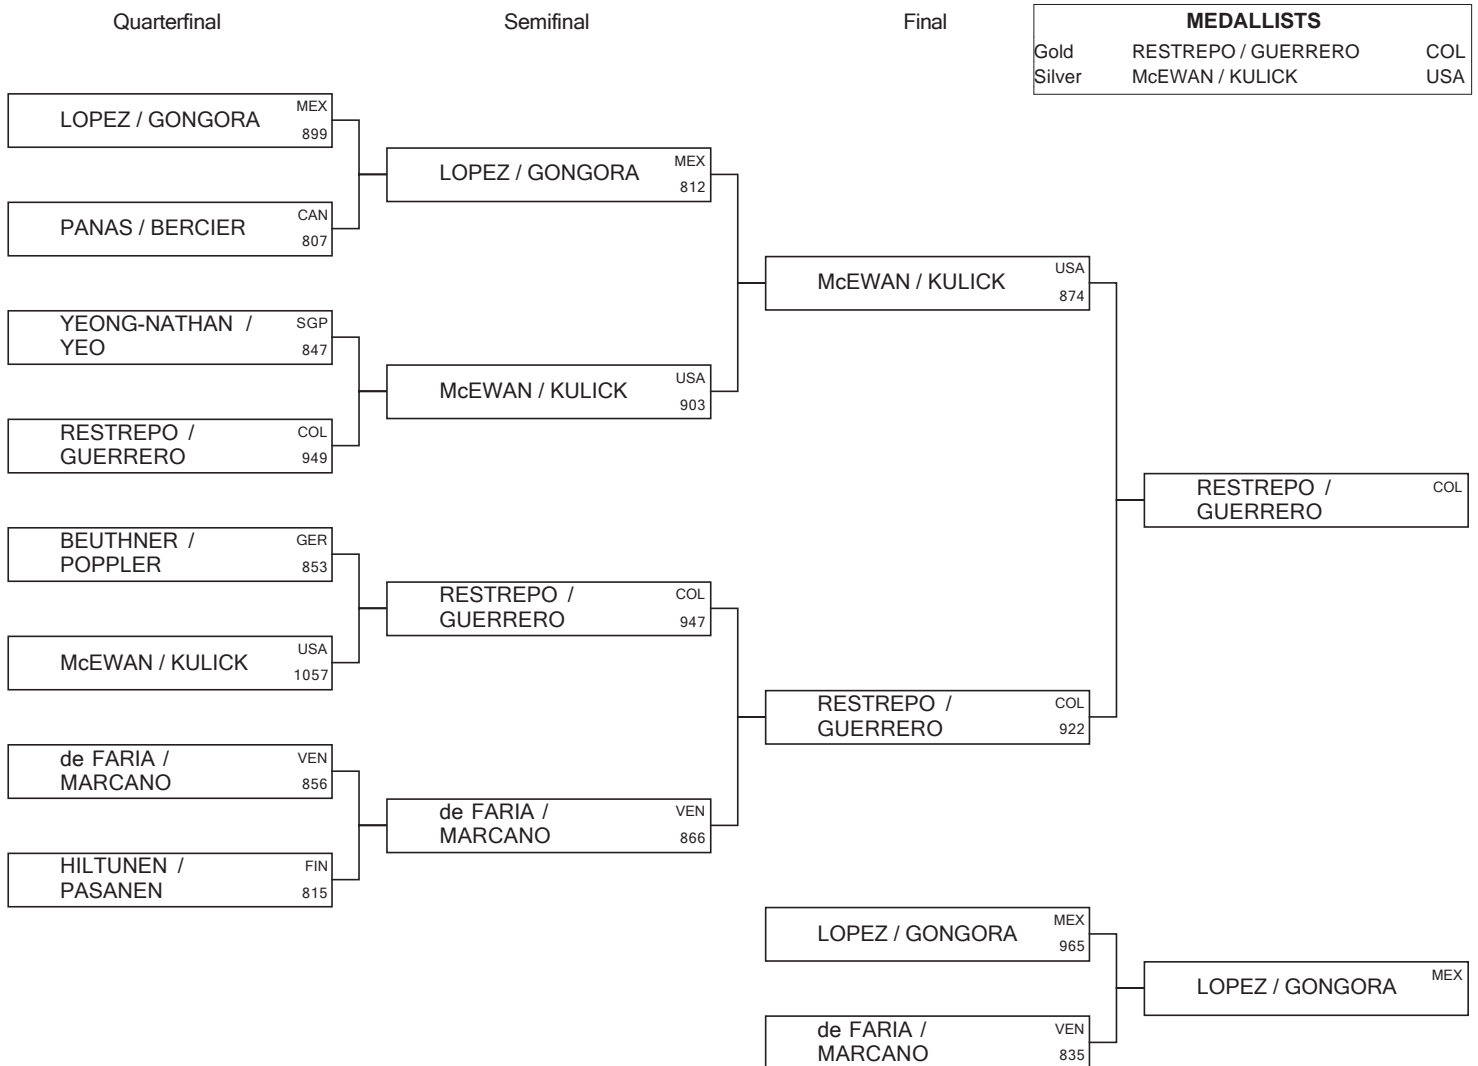 Quarterfinal
Semifinal
Final
MEDALLISTS
Gold RESTREPO / GUERRERO COL
Silver McEWAN / KULICK USA
LOPEZ / GONGORA MEX
899
PANAS / BERCIER CAN
807
YEONG-NATHAN / SGP
YEO 847
RESTREPO / COL
GUERRERO 949
BEUTHNER / GER
POPPLER 853
McEWAN / KULICK USA
1057
de FARIA / VEN
MARCANO 856
HILTUNEN / FIN
PASANEN 815
LOPEZ / GONGORA MEX
812
McEWAN / KULICK USA
903
RESTREPO / COL
GUERRERO 947
de FARIA / VEN
MARCANO 866
McEWAN / KULICK USA
874
RESTREPO / COL
GUERRERO 922
RESTREPO / COL
GUERRERO
LOPEZ / GONGORA MEX
965
de FARIA / VEN
MARCANO 835
LOPEZ / GONGORA MEX